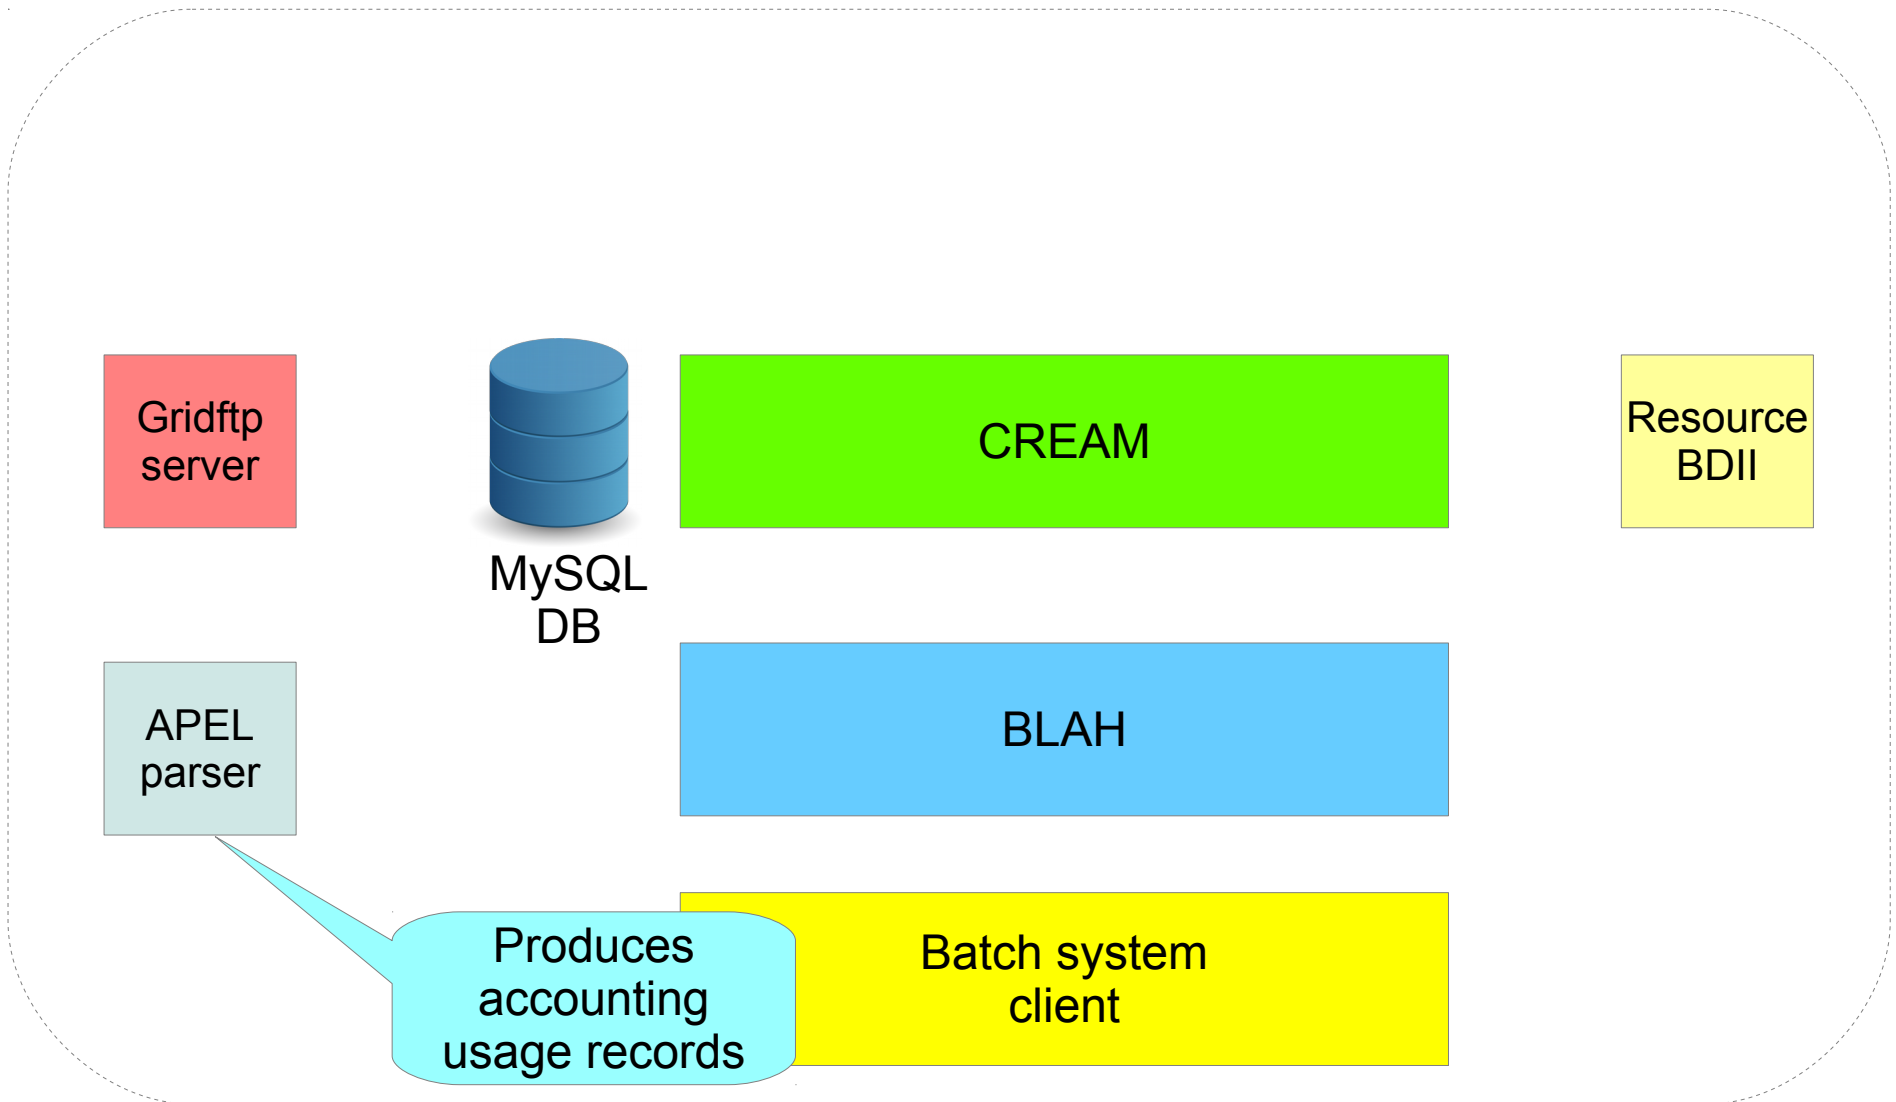 Gridftp
server
MySQL
DB
CREAM
Resource
BDII
APEL
parser
BLAH
Produces
accounting
usage records
Batch system
client